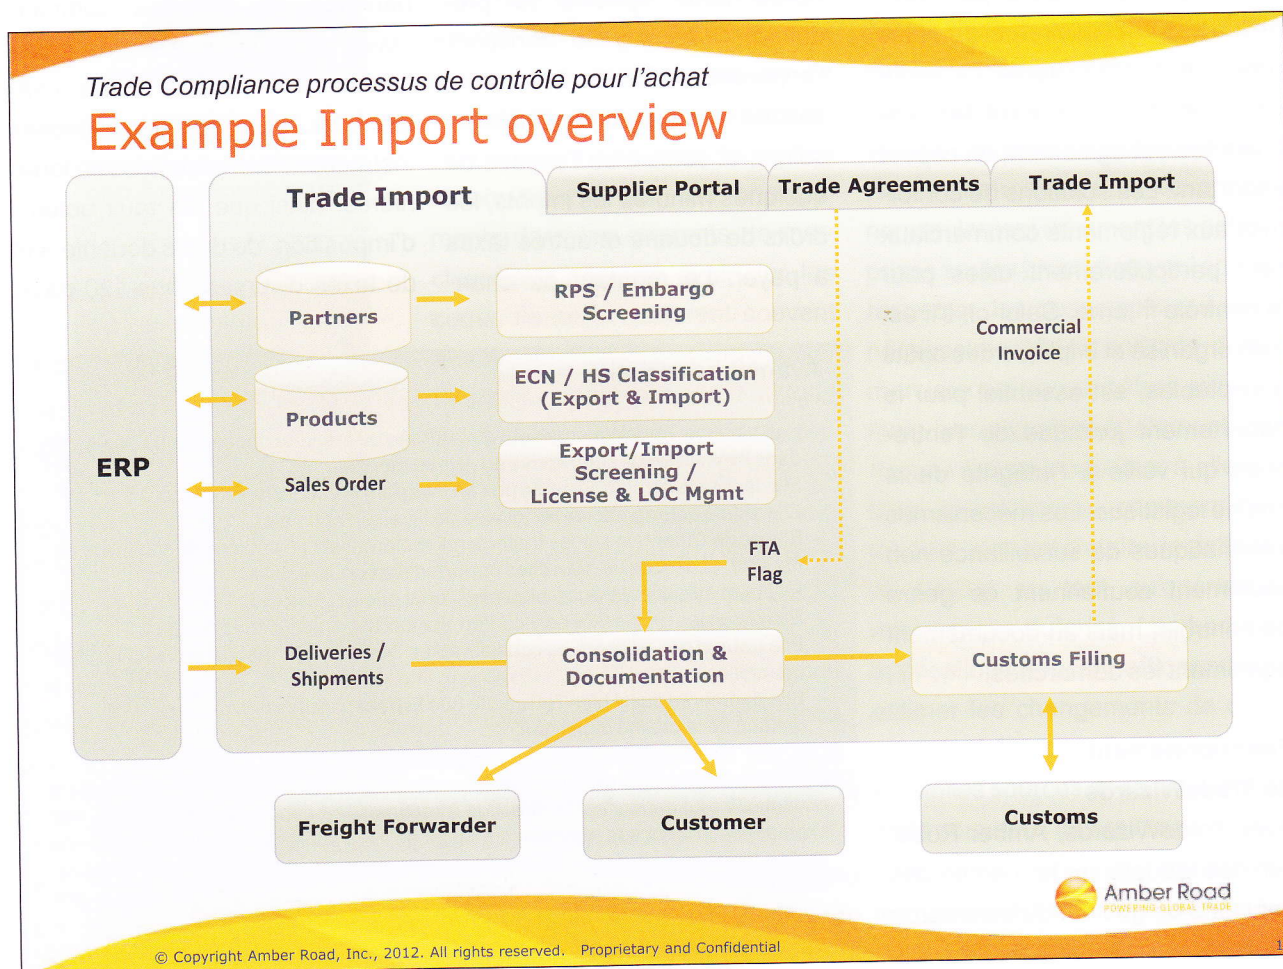 Trade Compliance processus de contrôle pour l'achat
Example Import overview
Trade Import
Supplier Portal
Trade Agreements
Trade Import
ERP
Partners
RPS / Embargo
Screening
Commercial
Invoice
Products
ECN / HS Classification
(Export & Import)
Sales Order
Export/Import
Screening /
License & LOC Mgmt
FTA
Flag
Deliveries /
Shipments
Consolidation &
Documentation
Customs Filing
Freight Forwarder
Customer
Customs
Amber Road
POWERING GLOBAL TRADE
© Copyright Amber Road, Inc., 2012. All rights reserved. Proprietary and Confidential
1